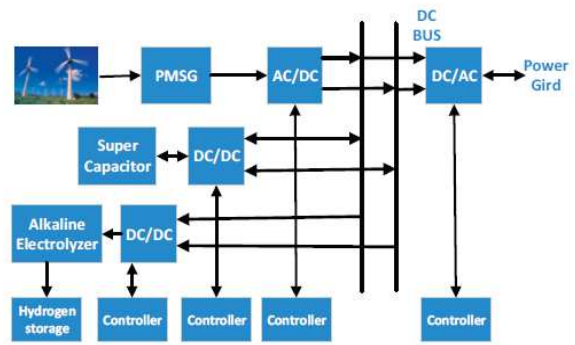 DC
BUS
PMSG
AC/DC
DC/AC
Power
Gird
Super
Capacitor
DC/DC
Alkaline
Electrolyzer
DC/DC
Hydrogen
storage
Controller
Controller
Controller
Controller